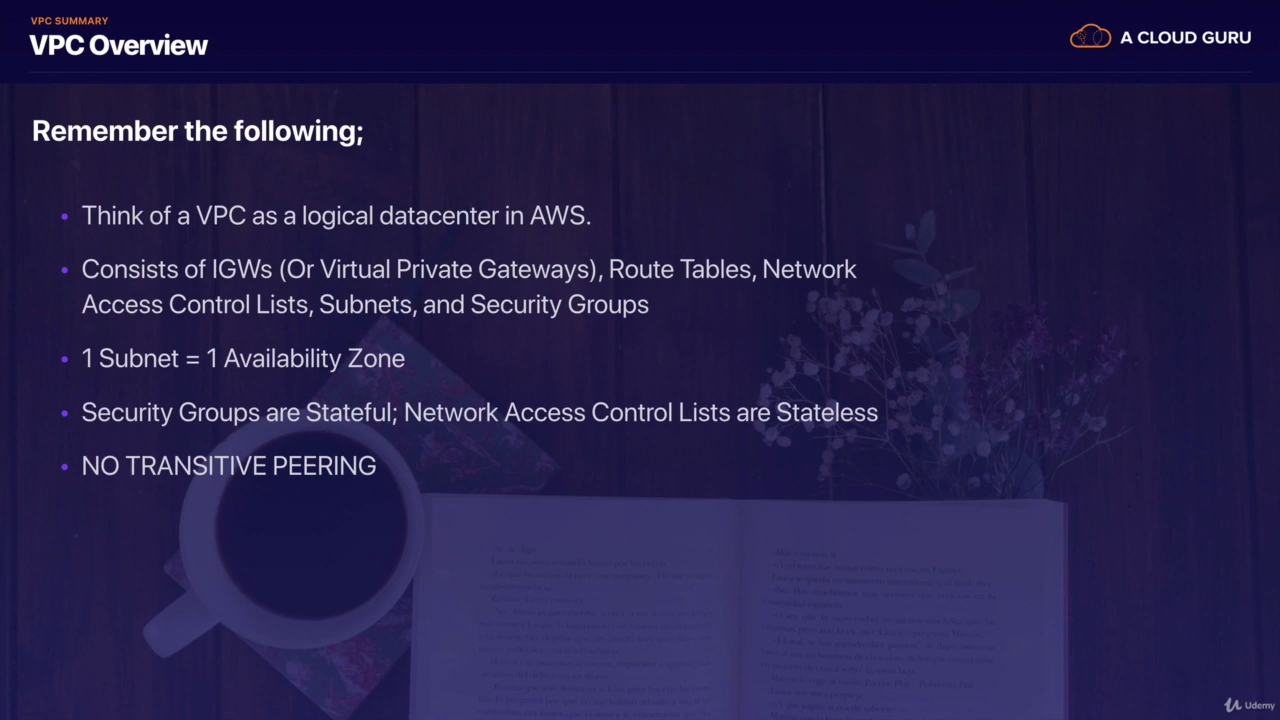 VPC SUMMARY
VPC Overview
A CLOUD GURU
Remember the following;
• Think of a VPC as a logical datacenter in AWS.
• Consists of IGWs (Or Virtual Private Gateways), Route Tables, Network
Access Control Lists, Subnets, and Security Groups
• 1 Subnet = 1 Availability Zone
• Security Groups are Stateful; Network Access Control Lists are Stateless
• NO TRANSITIVE PEERING
Udemy